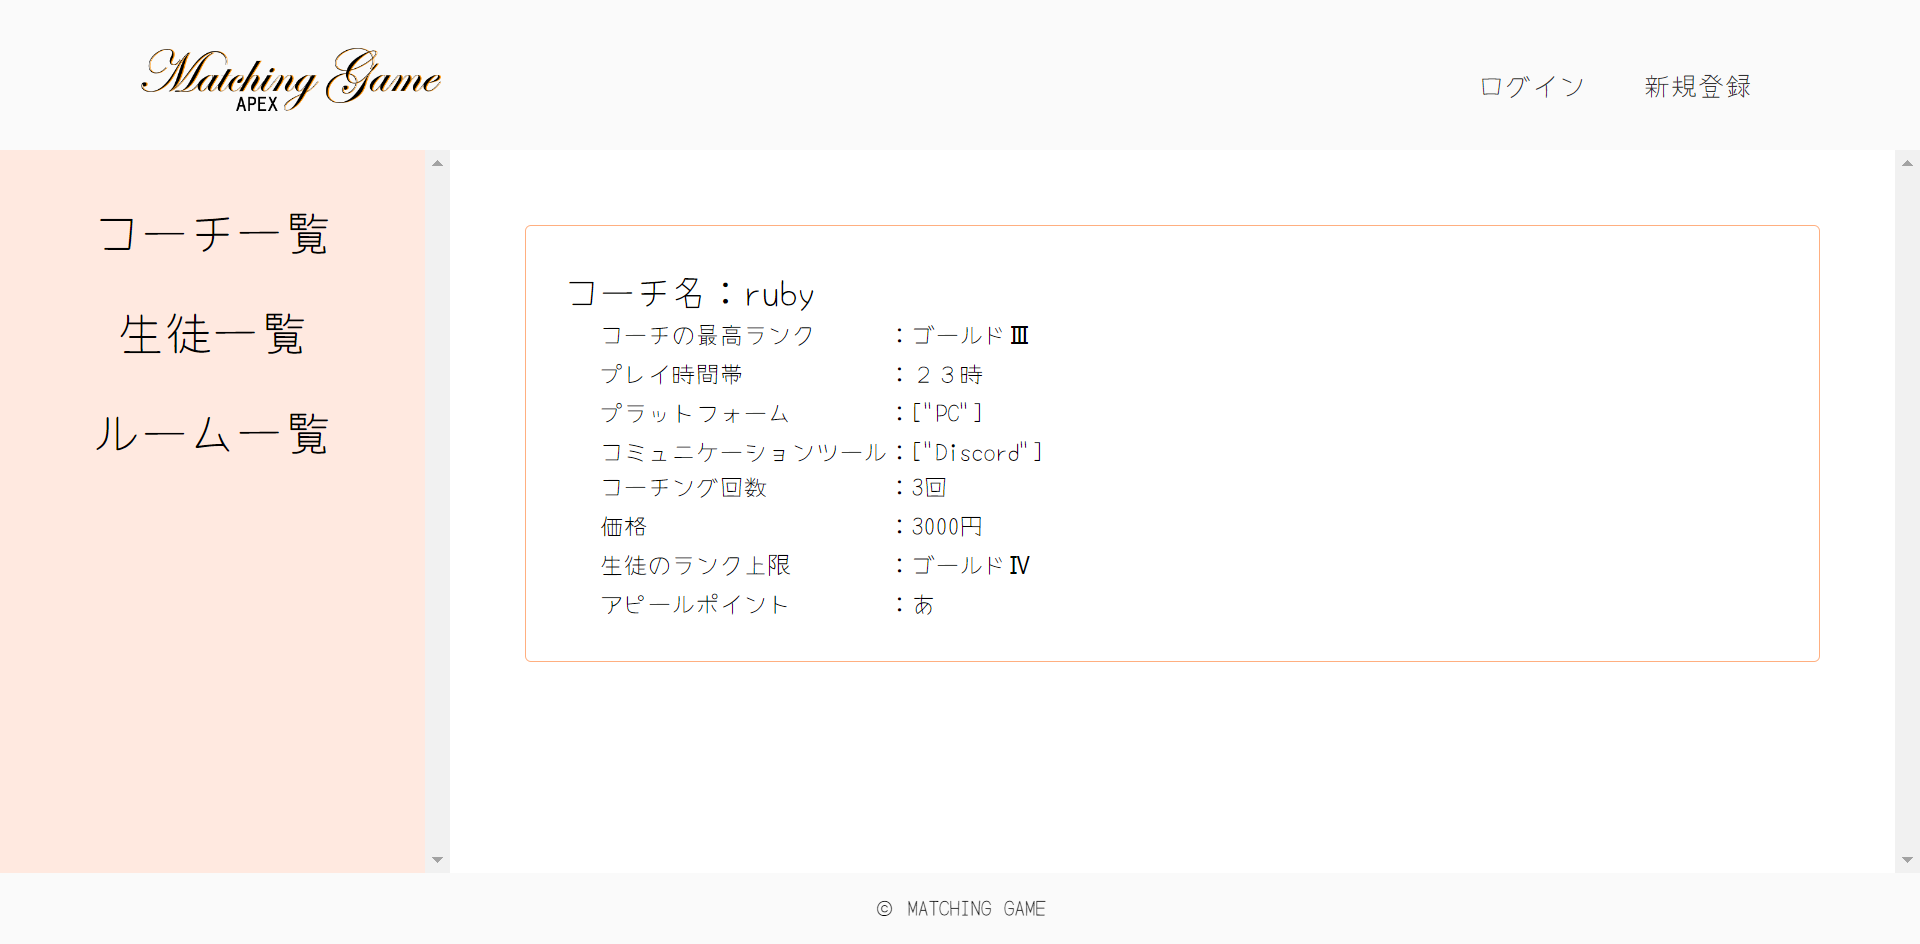 Matching Game
APEX
ログイン 新規登録
コーチ一覧
生徒一覧
ルーム一覧
コーチ名：ruby
コーチの最高ランク ：ゴールドⅢ
プレイ時間帯 ：２３時
プラットフォーム ：["PC"]
コミュニケーションツール：["Discord"]
コーチング回数 ：3回
価格 ：3000円
生徒のランク上限 ：ゴールドⅣ
アピールポイント ：あ
© MATCHING GAME